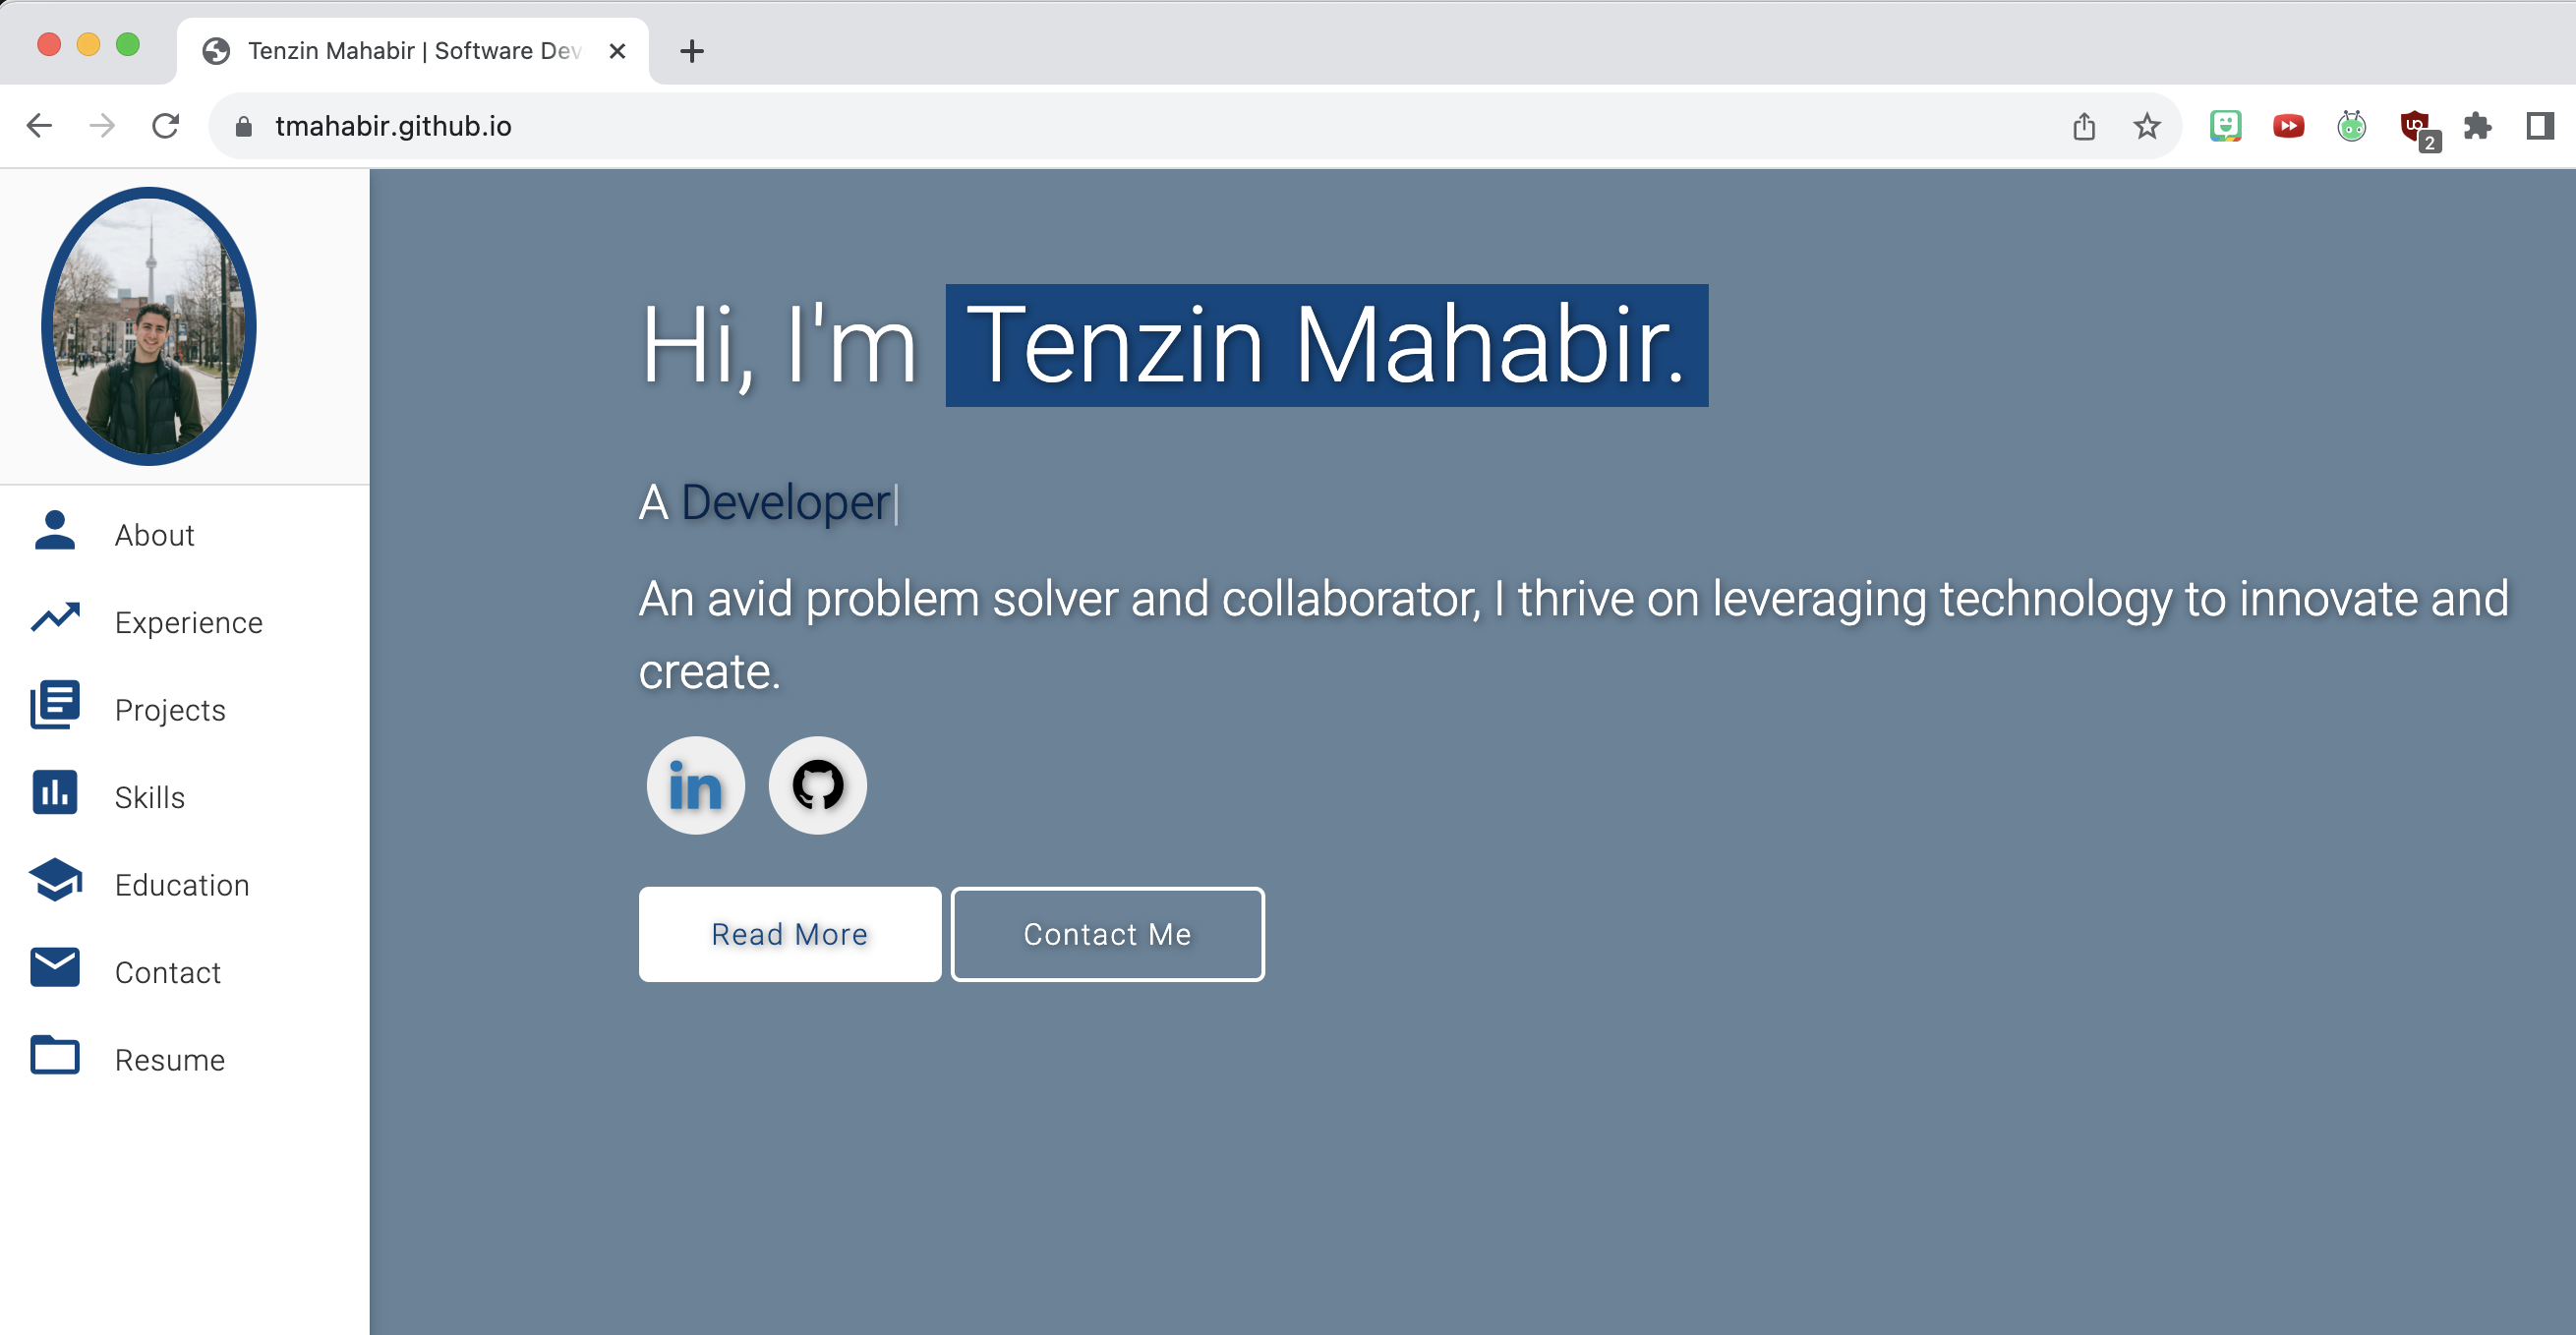 Tenzin Mahabir | Software Dev
tmahabir.github.io
2
Hi, I'm Tenzin Mahabir.
A Developer|
An avid problem solver and collaborator, I thrive on leveraging technology to innovate and
create.
in
Read More
Contact Me
About
Experience
Projects
Skills
Education
Contact
Resume